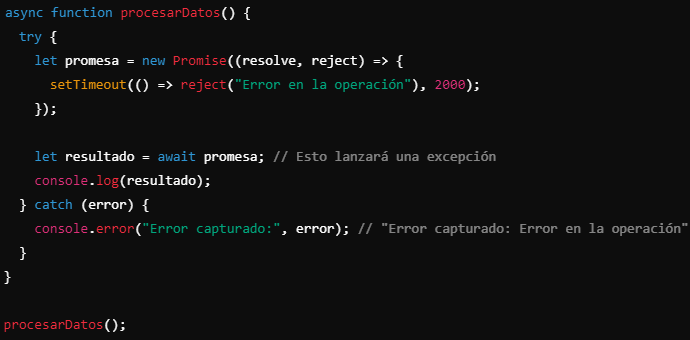 async function procesarDatos() {
  try {
    let promesa = new Promise((resolve, reject) => {
      setTimeout(() => reject("Error en la operación"), 2000);
    });

    let resultado = await promesa; // Esto lanzará una excepción
    console.log(resultado);
  } catch (error) {
    console.error("Error capturado:", error); // "Error capturado: Error en la operación"
  }
}

procesarDatos();